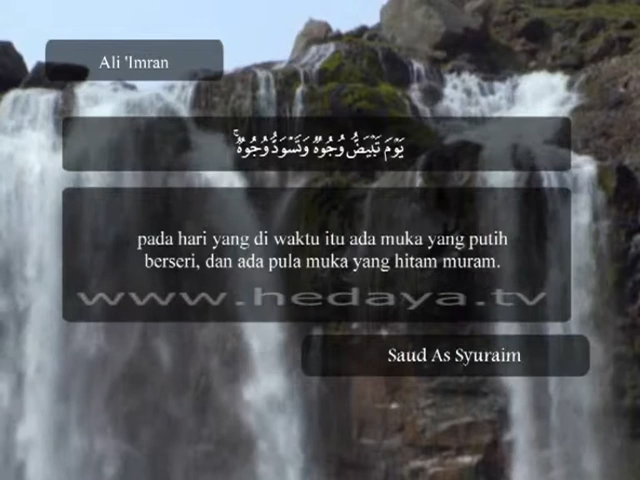 Ali 'Imran
يَوْمَ تَبْيَضُّ وُجُوهٌ وَتَسْوَدُّ وُجُوهٌ ۚ
pada hari yang di waktu itu ada muka yang putih
berseri, dan ada pula muka yang hitam muram.
www.hedaya.tv
Saud As Syuraim